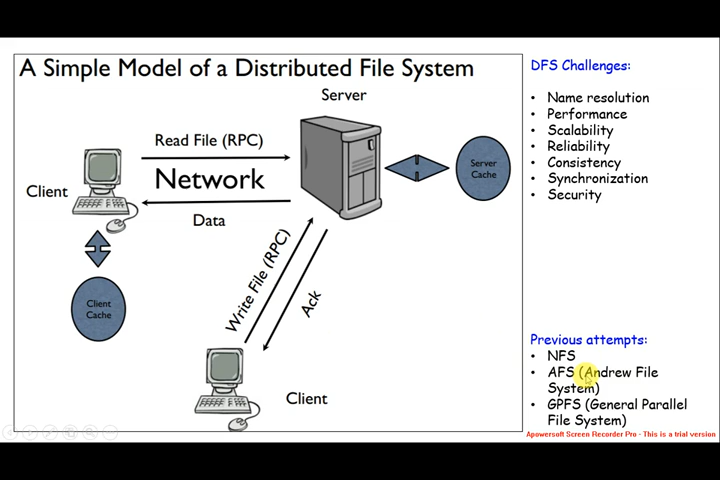 A Simple Model of a Distributed File System
Server
Read File (RPC)
Network
Data
Client
Client
Cache
Server
Cache
Write File (RPC)
Ack
Client
DFS Challenges:
• Name resolution
• Performance
• Scalability
• Reliability
• Consistency
• Synchronization
• Security
Previous attempts:
• NFS
• AFS (Andrew File
System)
• GPFS (General Parallel
File System)
Apowersoft Screen Recorder Pro - This is a trial version